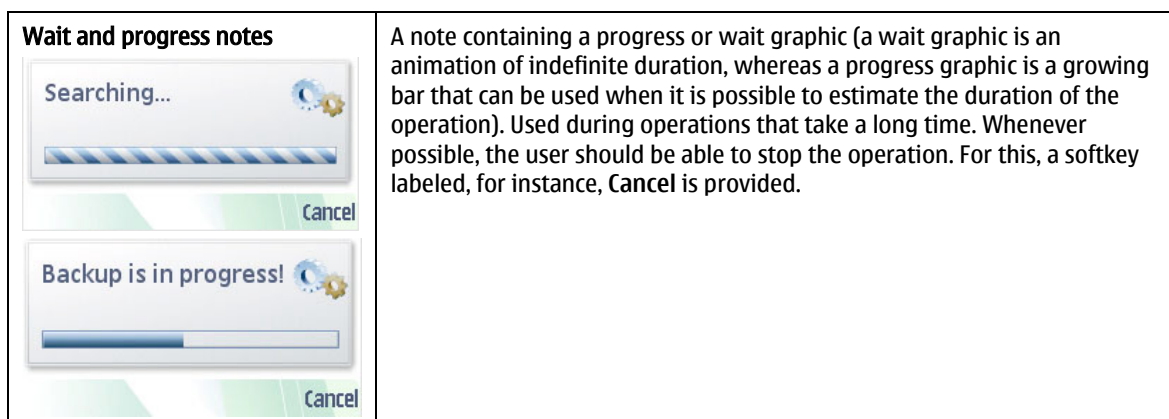 Wait and progress notes
Searching...
Cancel
Backup is in progress!
Cancel
A note containing a progress or wait graphic (a wait graphic is an
animation of indefinite duration, whereas a progress graphic is a growing
bar that can be used when it is possible to estimate the duration of the
operation). Used during operations that take a long time. Whenever
possible, the user should be able to stop the operation. For this, a softkey
labeled, for instance, Cancel is provided.